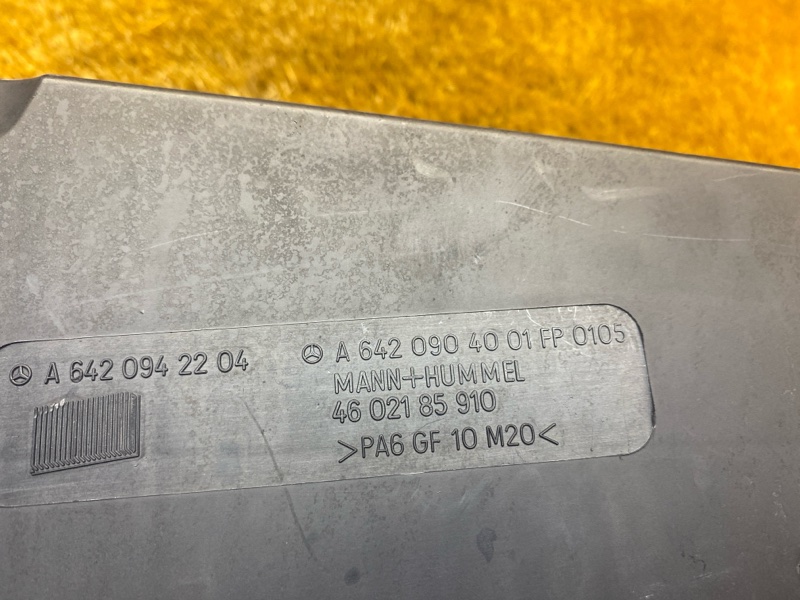 A 642 094 22 04
A 642 090 40 01 FP 0105
MANN+HUMMEL
46 021 85 910
>PA6 GF 10 M20<